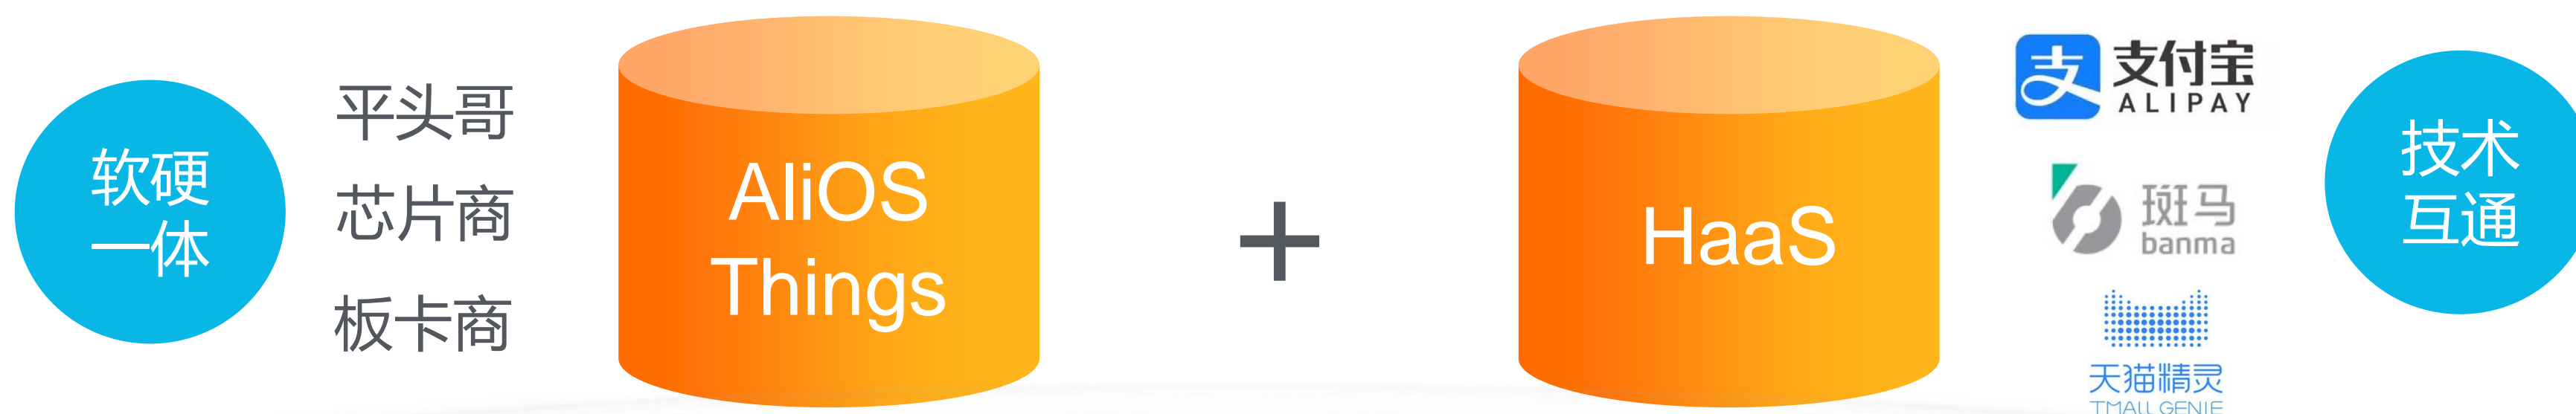 软硬
一体
平头哥
芯片商
板卡商
AliOS
Things
+
HaaS
支付宝
ALIPAY
斑马
banma
天猫精灵
TMALL GENIE
技术
互通